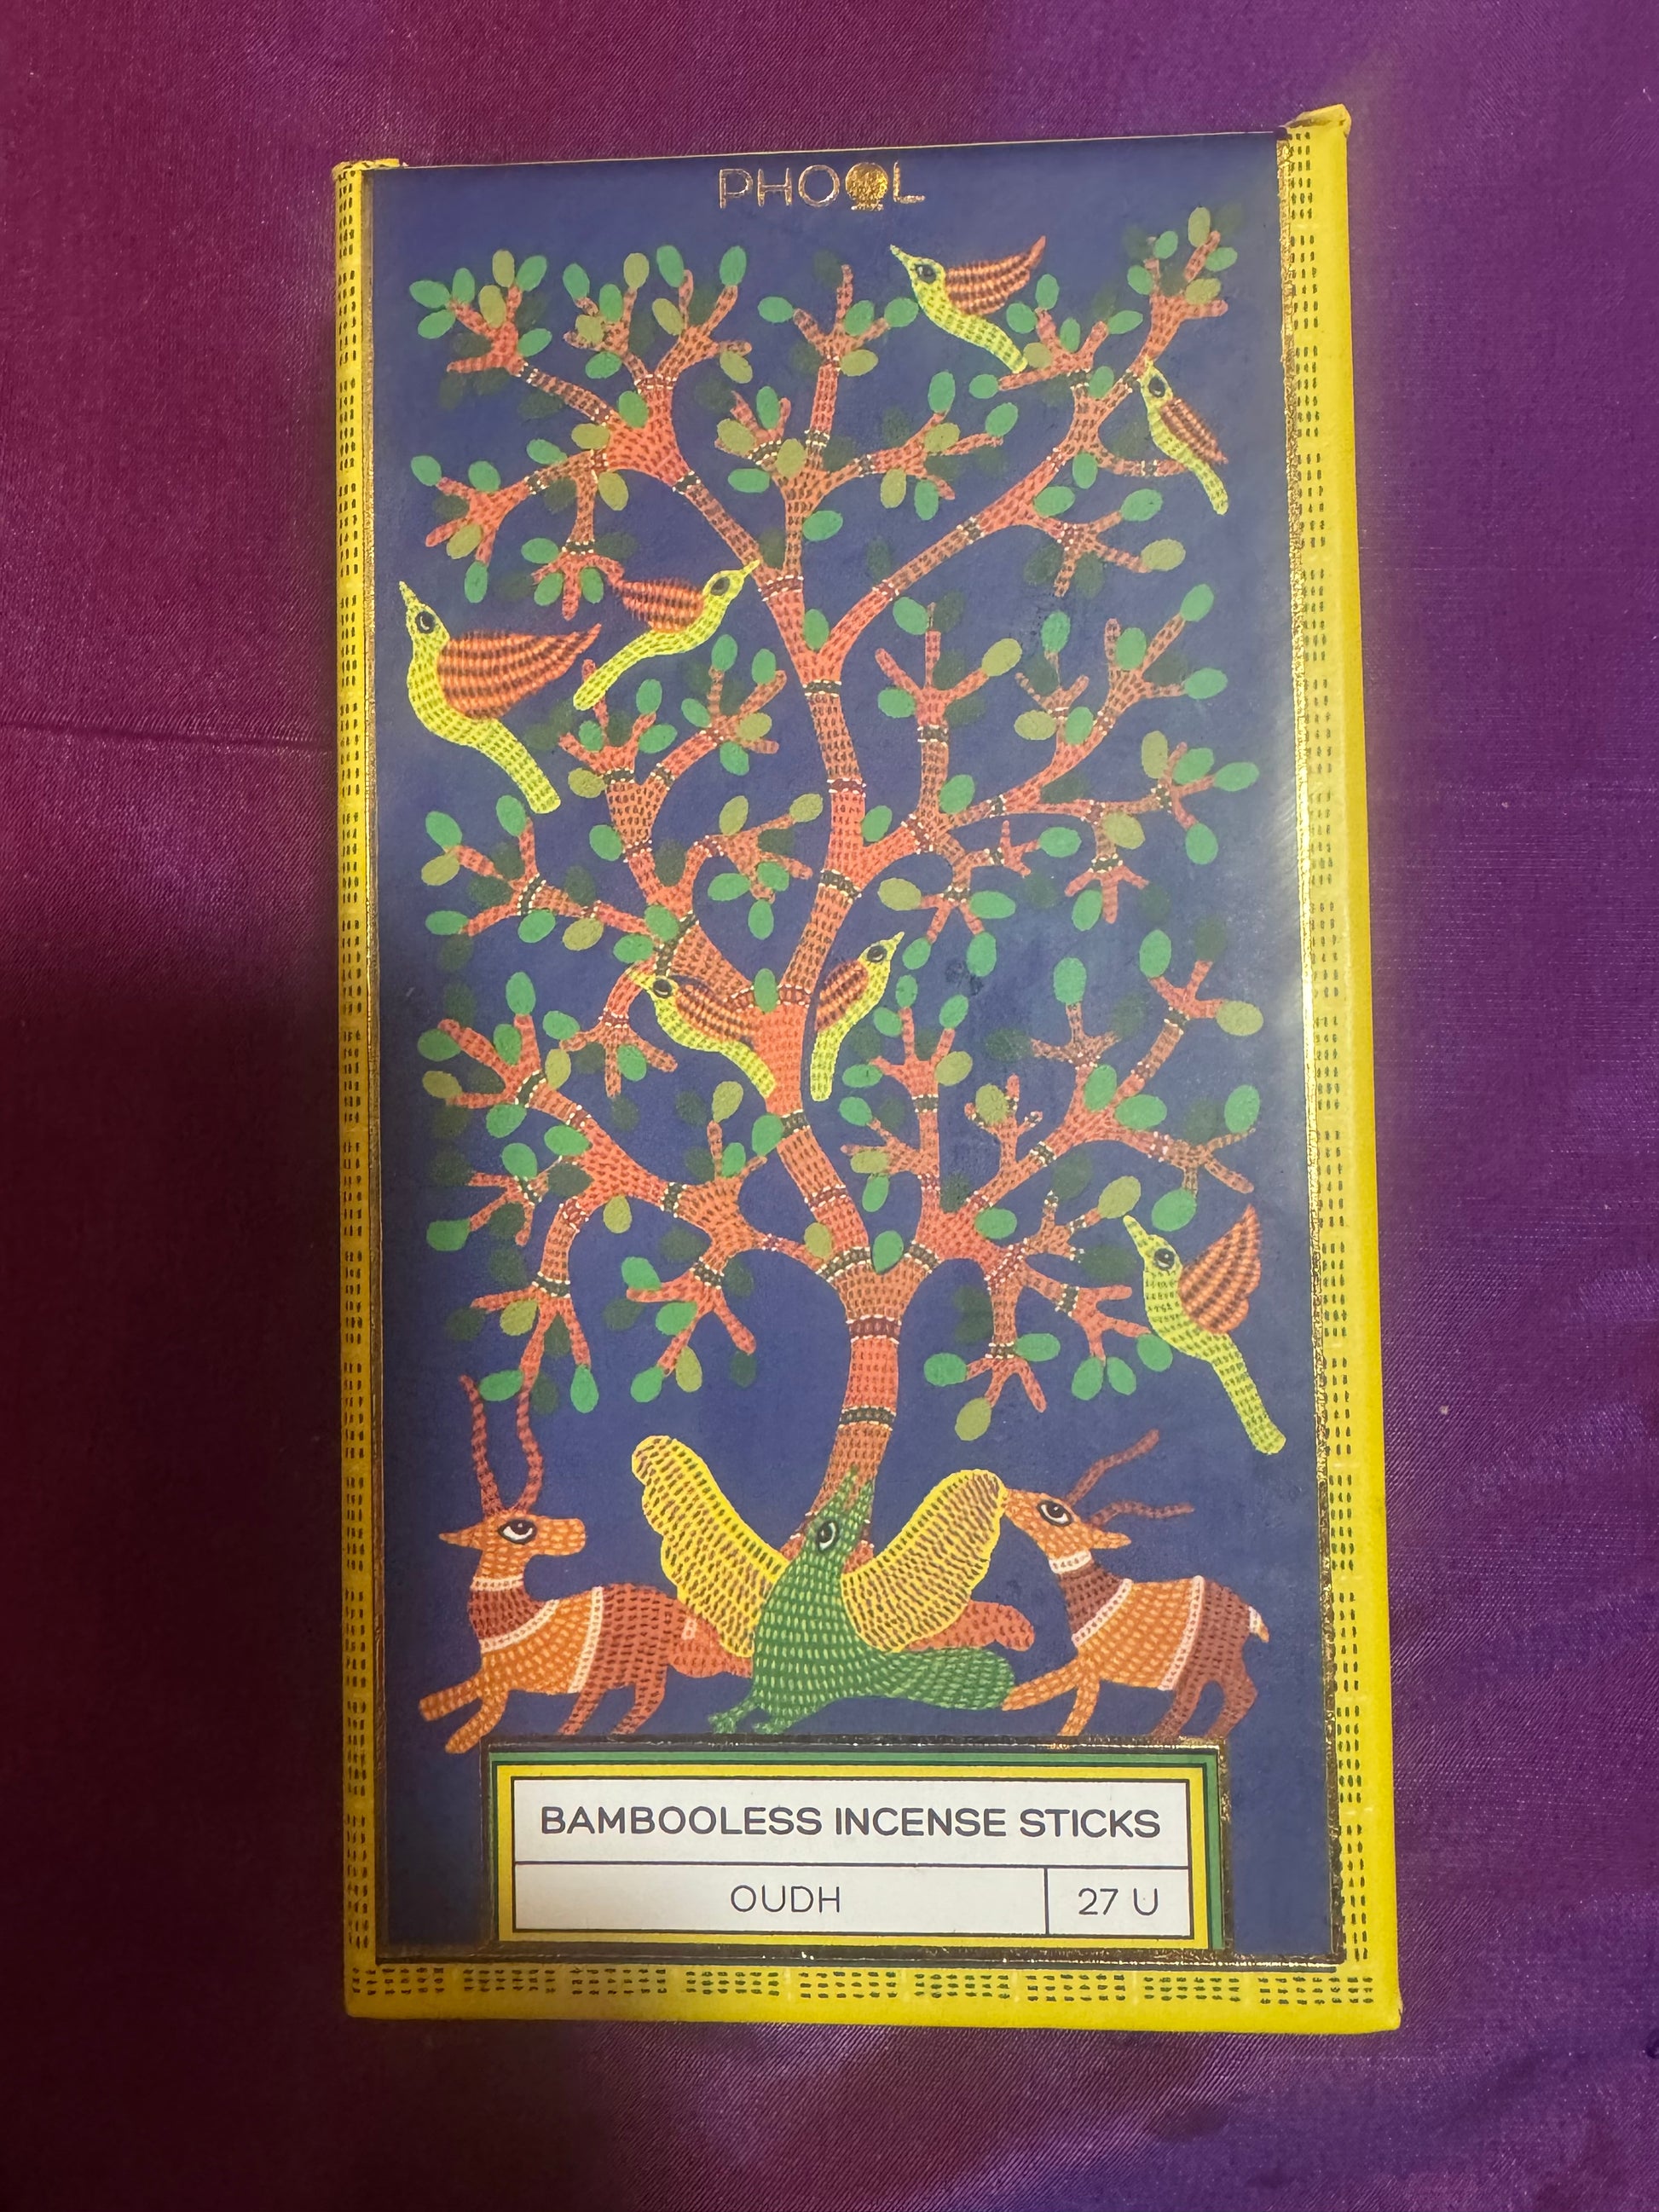 PHOOL
BAMBOOLESS INCENSE STICKS
OUDH
27 U